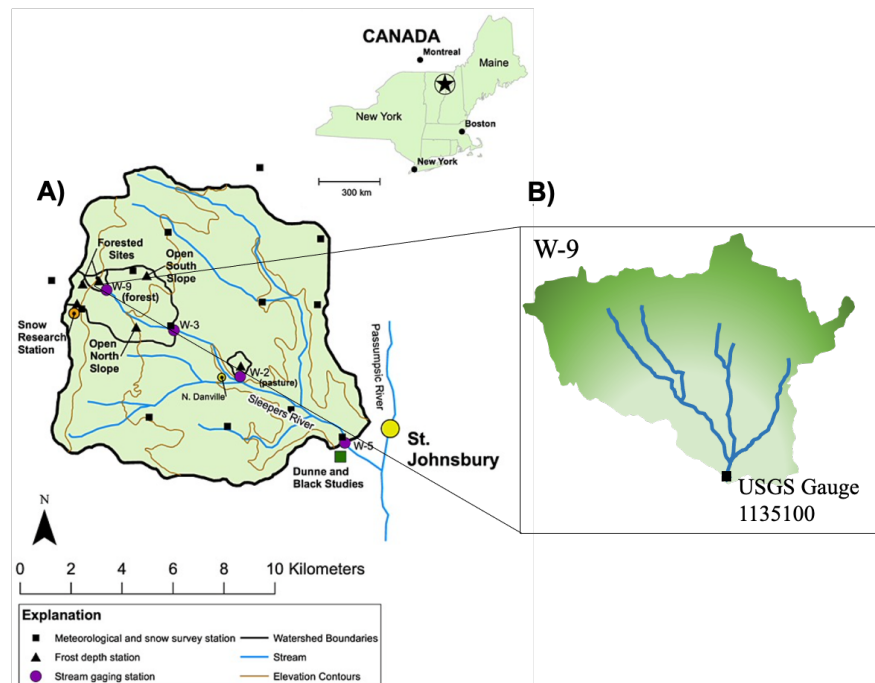 CANADA
Montreal
Maine
New York
Boston
New York
300 km
A)
B)
W-9
Forested
Sites
Open
South
Slope
W-9
(forest)
Snow
Research
Station
Open
North
Slope
W-3
W-2
(pasture)
N. Danville
Sleepers River
Passumpsic River
W-5
St.
Johnsbury
Dunne and
Black Studies
USGS Gauge
1135100
N
0 2 4 6 8 10 Kilometers
Explanation
Meteorological and snow survey station
Watershed Boundaries
Frost depth station
Stream
Stream gaging station
Elevation Contours